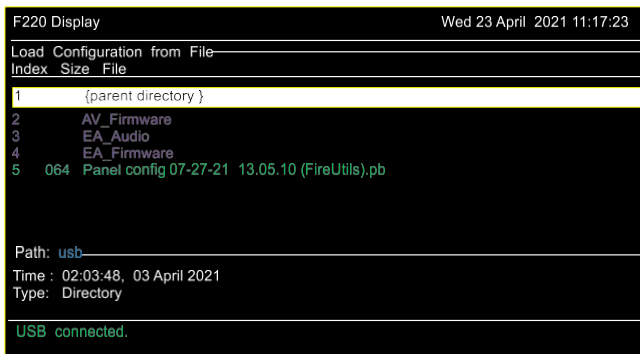 F220 Display Wed 23 April 2021 11:17:23
Load Configuration from File
Index Size File
1 {parent directory }
2 AV_Firmware
3 EA_Audio
4 EA_Firmware
5 064 Panel config 07-27-21 13.05.10 (FireUtils).pb
Path: usb
Time : 02:03:48, 03 April 2021
Type: Directory
USB connected.